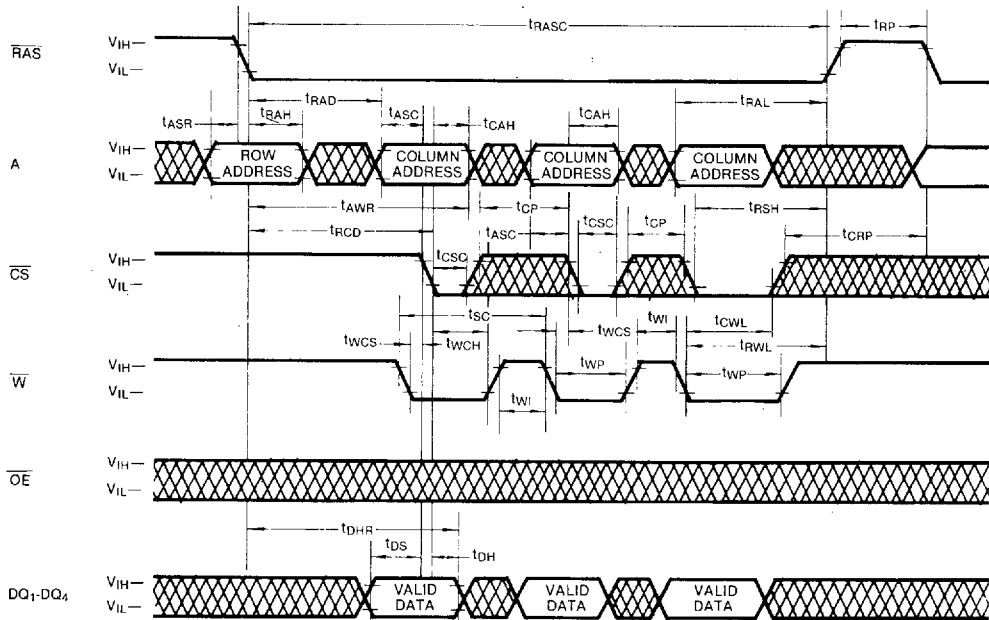 tRASC
tRP
RAS
VIH
VIL
tRAD
tASC
tRAL
tASR
tRAH
tCAH
tCAH
A
VIH
VIL
ROW ADDRESS
COLUMN ADDRESS
COLUMN ADDRESS
COLUMN ADDRESS
tAWR
tCP
tRSH
tRCD
tASC
tCSC
tCP
tCRP
CS
VIH
VIL
tCSC
tSC
tWCS
tWCH
tWCS
tWI
tCWL
tRWL
W
VIH
VIL
tWI
tWP
tWP
OE
VIH
VIL
tDHR
tDS
tDH
DQ1-DQ4
VIH
VIL
VALID DATA
VALID DATA
VALID DATA